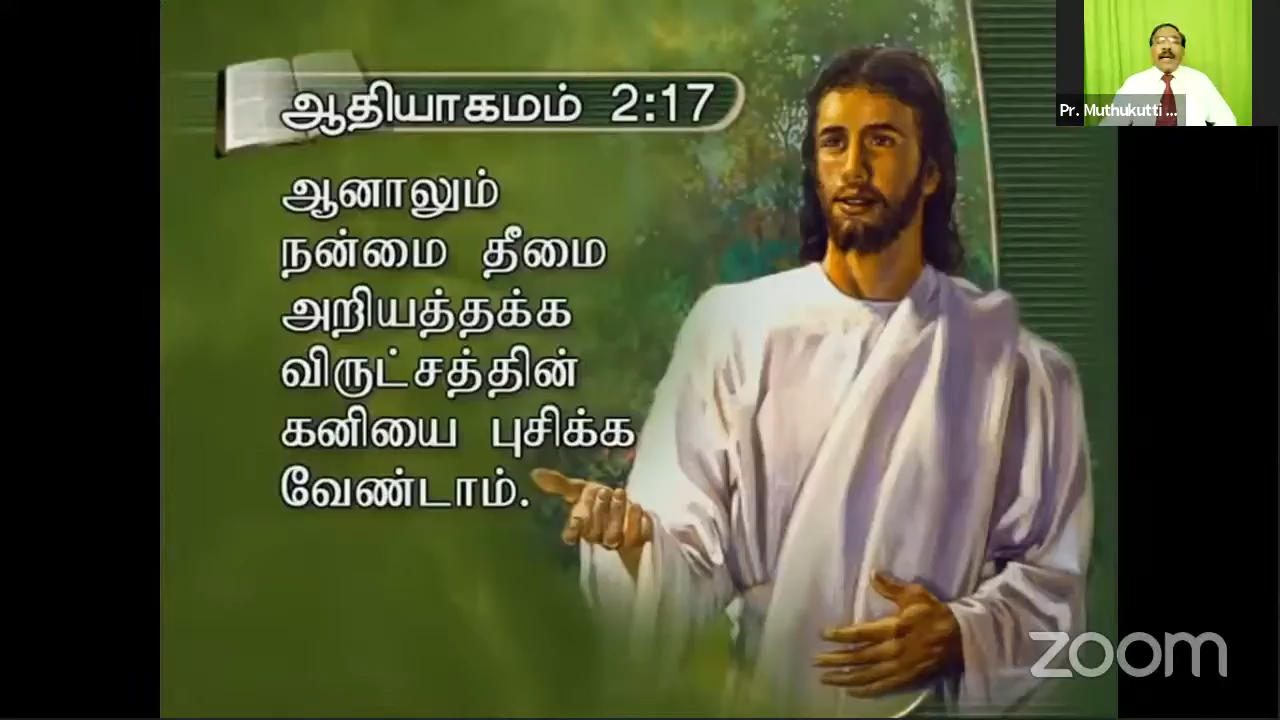 ஆதியாகமம் 2:17
ஆனாலும்
நன்மை தீமை
அறியத்தக்க
விருட்சத்தின்
கனியை புசிக்க
வேண்டாம்.
Pr. Muthukutti ...
zoom